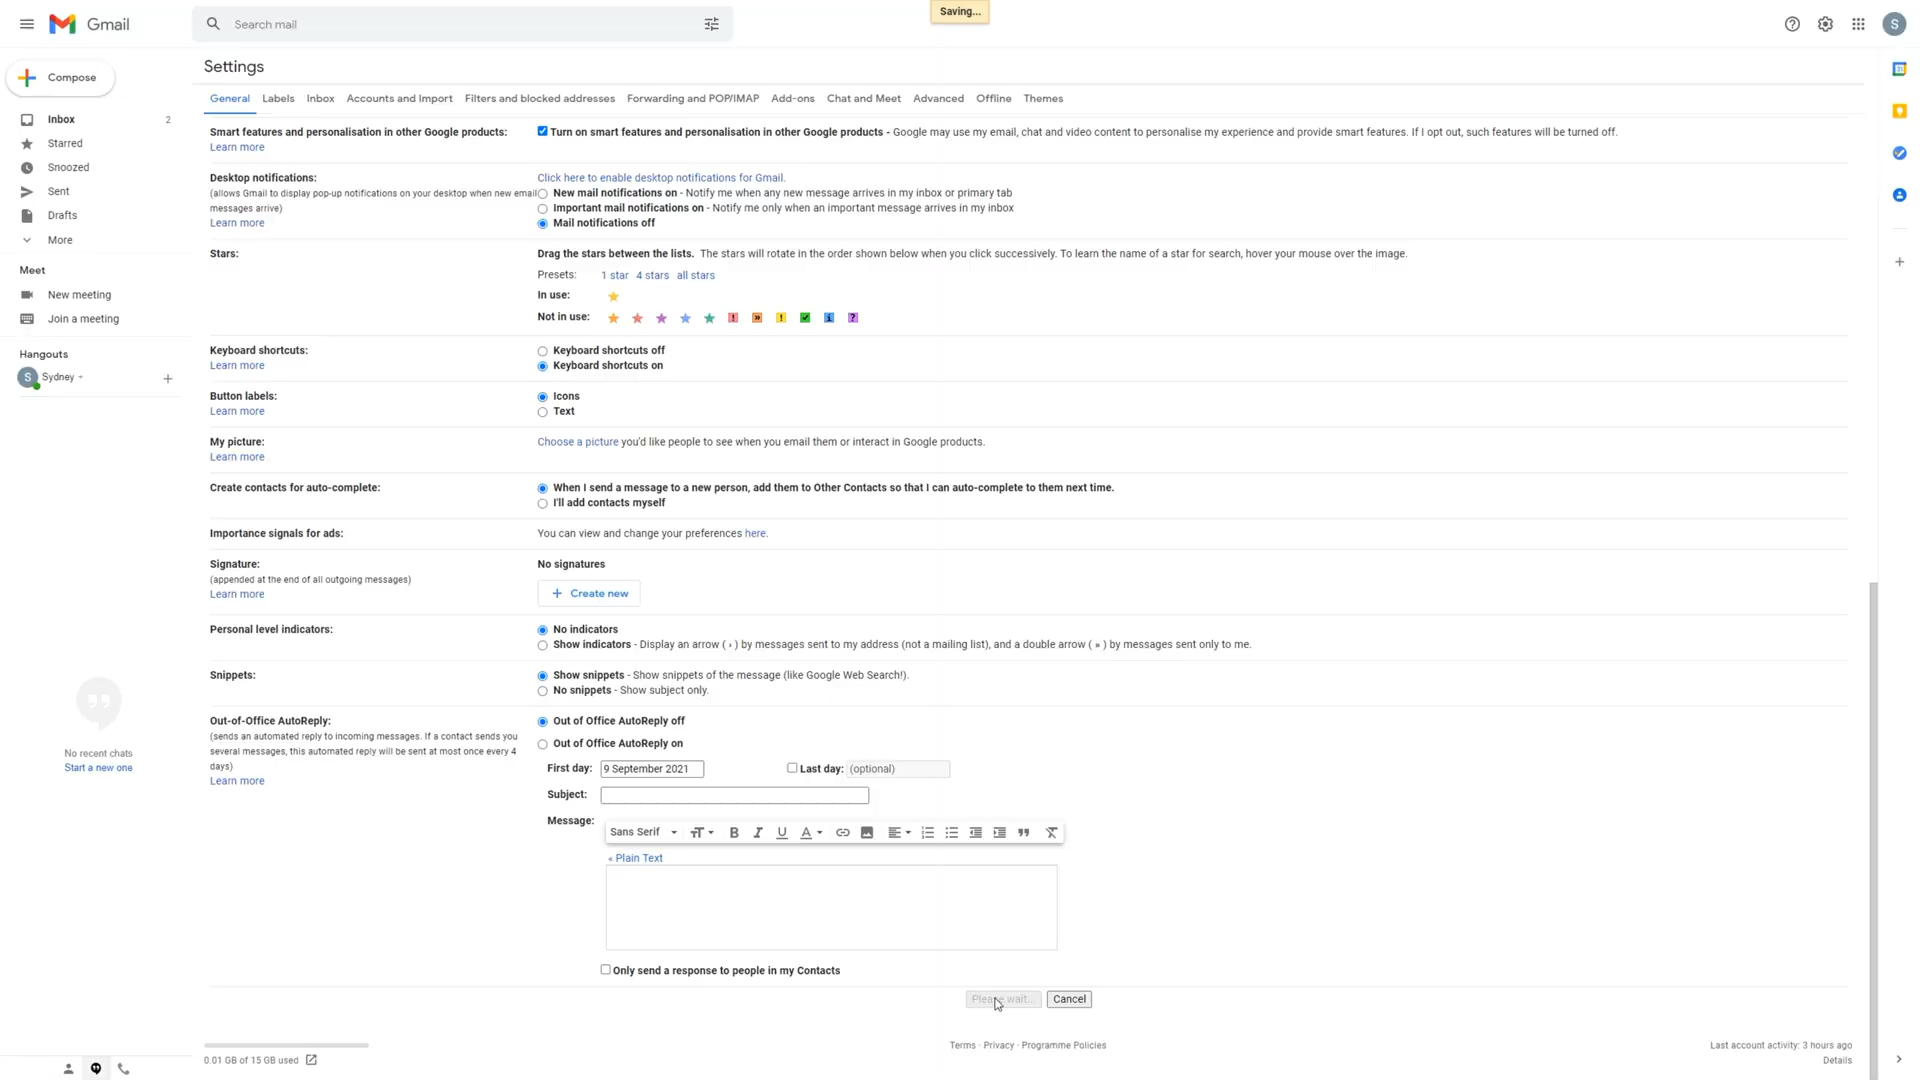 Saving...
Gmail
Search mail
S
Compose
Inbox 2
Starred
Snoozed
Sent
Drafts
More
Meet
New meeting
Join a meeting
Hangouts
S Sydney
No recent chats
Start a new one
Settings
General Labels Inbox Accounts and Import Filters and blocked addresses Forwarding and POP/IMAP Add-ons Chat and Meet Advanced Offline Themes
Smart features and personalisation in other Google products: Turn on smart features and personalisation in other Google products - Google may use my email, chat and video content to personalise my experience and provide smart features. If I opt out, such features will be turned off.
Learn more
Desktop notifications: Click here to enable desktop notifications for Gmail.
(allows Gmail to display pop-up notifications on your desktop when new email New mail notifications on - Notify me when any new message arrives in my inbox or primary tab
messages arrive) Important mail notifications on - Notify me only when an important message arrives in my inbox
Learn more Mail notifications off
Stars: Drag the stars between the lists. The stars will rotate in the order shown below when you click successively. To learn the name of a star for search, hover your mouse over the image.
Presets: 1 star 4 stars all stars
In use:
Not in use: ! » ! i ?
Keyboard shortcuts: Keyboard shortcuts off
Learn more Keyboard shortcuts on
Button labels: Icons
Learn more Text
My picture: Choose a picture you'd like people to see when you email them or interact in Google products.
Learn more
Create contacts for auto-complete: When I send a message to a new person, add them to Other Contacts so that I can auto-complete to them next time.
I'll add contacts myself
Importance signals for ads: You can view and change your preferences here.
Signature: No signatures
(appended at the end of all outgoing messages)
Learn more Create new
Personal level indicators: No indicators
Show indicators - Display an arrow ( › ) by messages sent to my address (not a mailing list), and a double arrow ( » ) by messages sent only to me.
Snippets: Show snippets - Show snippets of the message (like Google Web Search!).
No snippets - Show subject only.
Out-of-Office AutoReply: Out of Office AutoReply off
(sends an automated reply to incoming messages. If a contact sends you
several messages, this automated reply will be sent at most once every 4 Out of Office AutoReply on
days) First day: 9 September 2021 Last day: (optional)
Learn more
Subject:
Message:
Sans Serif B I U A
« Plain Text
Only send a response to people in my Contacts
Please wait... Cancel
Terms · Privacy · Programme Policies
Last account activity: 3 hours ago
0.01 GB of 15 GB used
Details